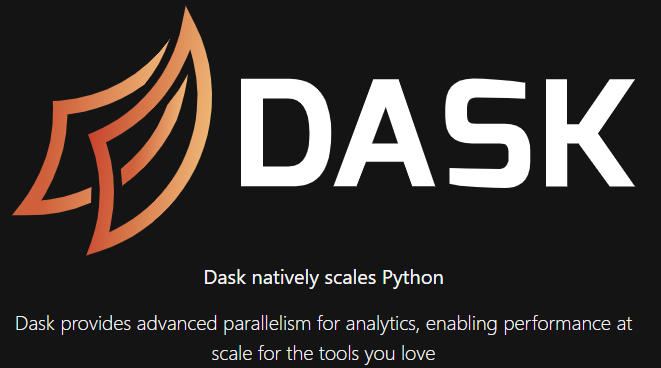 DASK
Dask natively scales Python
Dask provides advanced parallelism for analytics, enabling performance at
scale for the tools you love